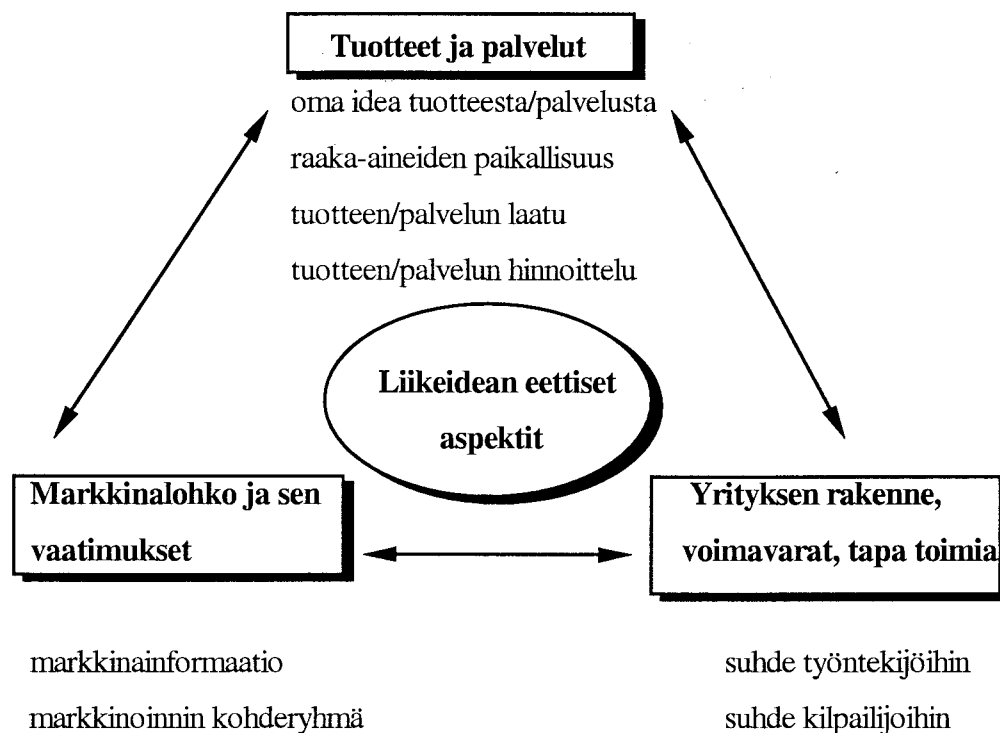 Tuotteet ja palvelut
oma idea tuotteesta/palvelusta
raaka-aineiden paikallisuus
tuotteen/palvelun laatu
tuotteen/palvelun hinnoittelu
Liikeidean eettiset
aspektit
Markkinalohko ja sen
vaatimukset
Yrityksen rakenne,
voimavarat, tapa toimia
markkinainformaatio
markkinoinnin kohderyhmä
suhde työntekijöihin
suhde kilpailijoihin